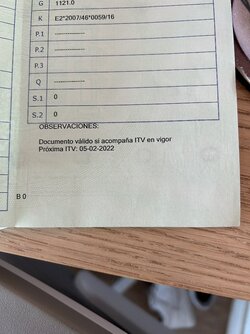 G 1121.0
K E2*2007/46*0059/16
P.1 --------------
P.2 --------------
P.3
Q --------------
S.1 0
S.2 0
OBSERVACIONES:
Documento válido si acompaña ITV en vigor
Próxima ITV: 05-02-2022
B 0